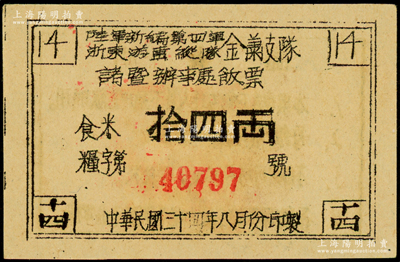 上海陽明拍賣
14
陸軍新編第四軍
浙東游擊縱隊
金蕭支隊
14
諸暨辦事處飯票
食米
拾四両
糧字第
40797
號
十四
中華民國三十四年八月份印製
十四
上海陽明拍賣